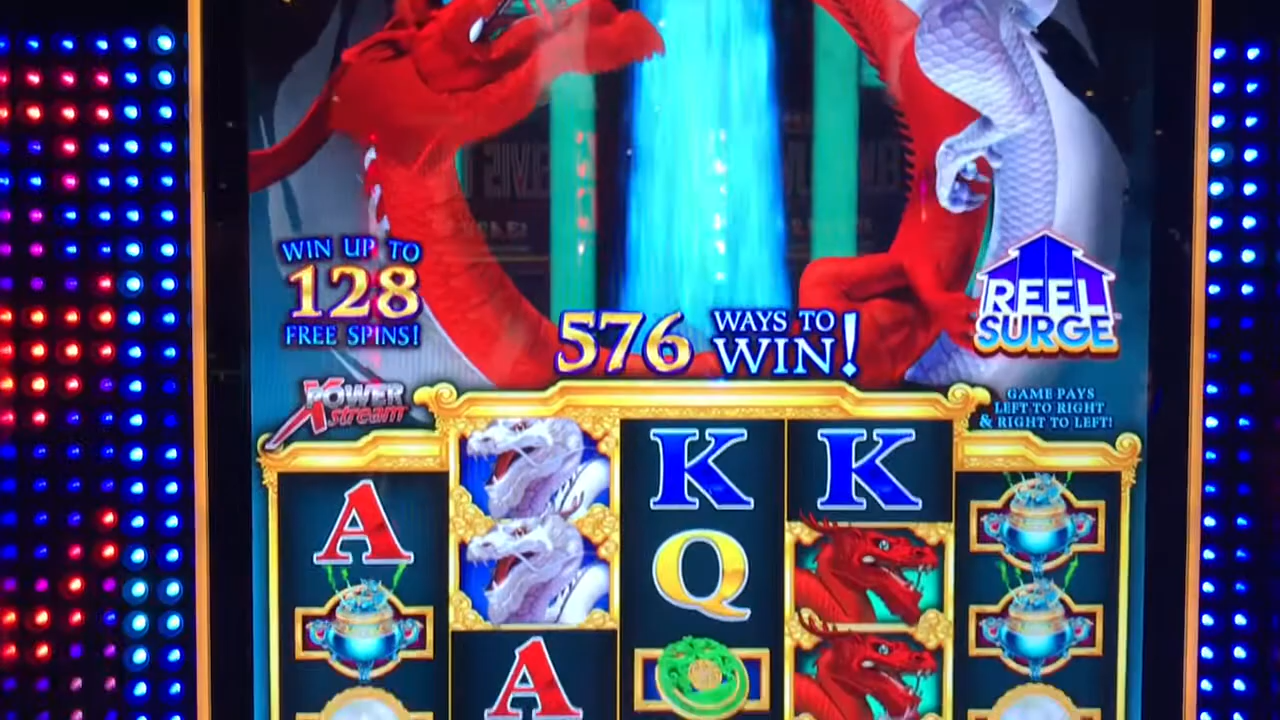 WIN UP TO
128
FREE SPINS!
576 WAYS TO
WIN!
REEL
SURGE
POWER
Xstream
GAME PAYS
LEFT TO RIGHT
& RIGHT TO LEFT!
K K
A
Q
A